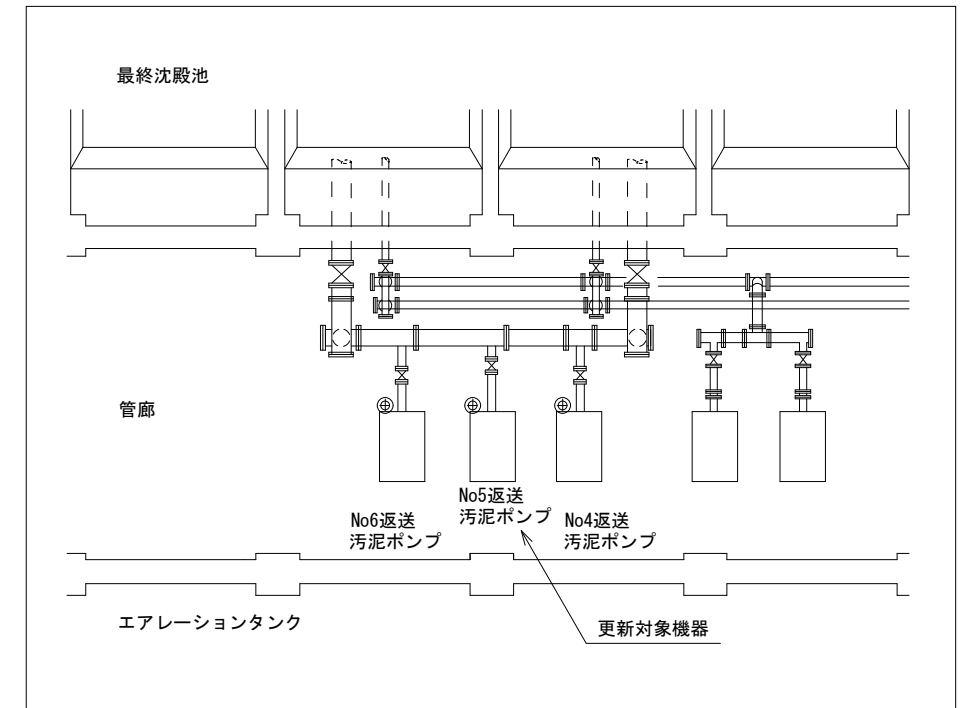 最終沈殿池
管廊
No6返送
汚泥ポンプ
No5返送
汚泥ポンプ
No4返送
汚泥ポンプ
エアレーションタンク
更新対象機器